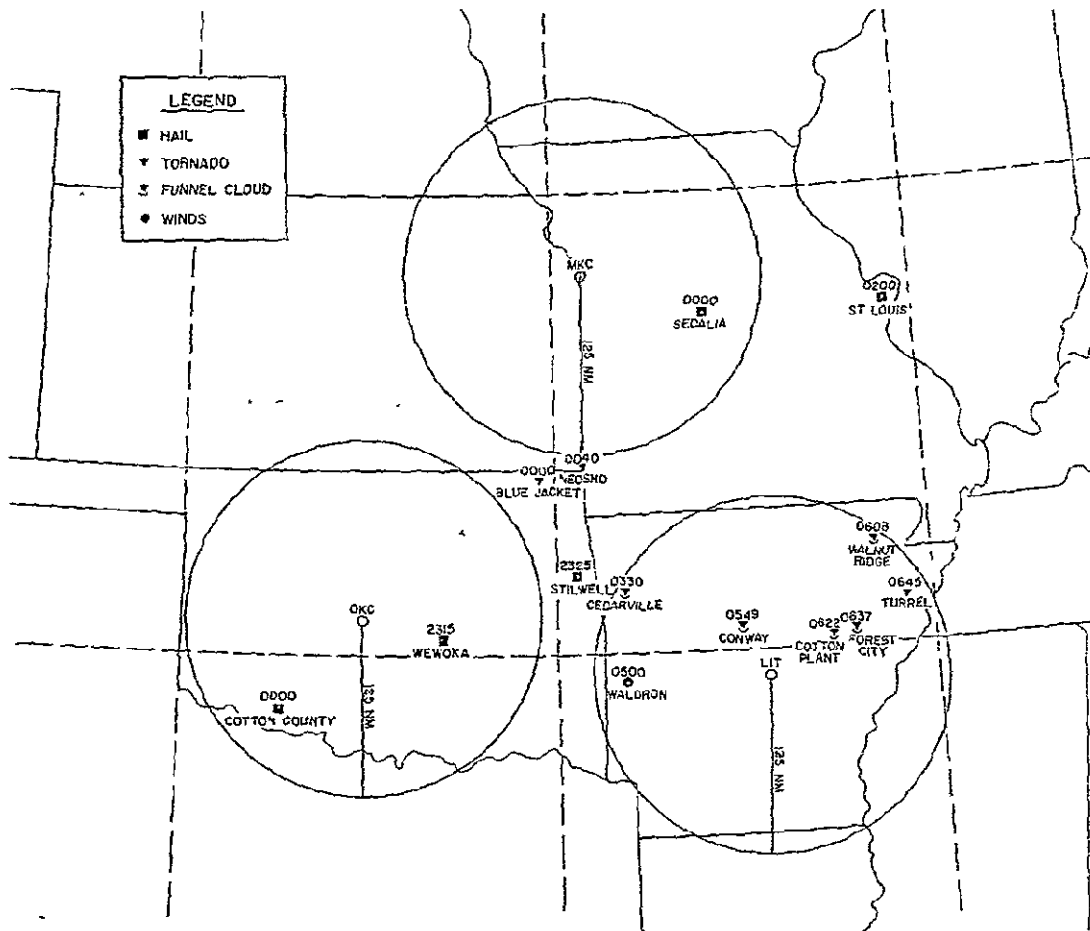 LEGEND
HAIL
TORNADO
FUNNEL CLOUD
WINDS
MKC
125 NM
0000
SEDALIA
0200
ST LOUIS
0040
NEOSHO
0000
BLUE JACKET
2325
STILWELL
0330
CEDARVILLE
0608
WALNUT
RIDGE
0645
TURREL
OKC
2315
WEWOKA
0549
CONWAY
0622
COTTON
PLANT
0637
FOREST
CITY
LIT
0500
WALDRON
0000
COTTON COUNTY
125 NM
125 NM